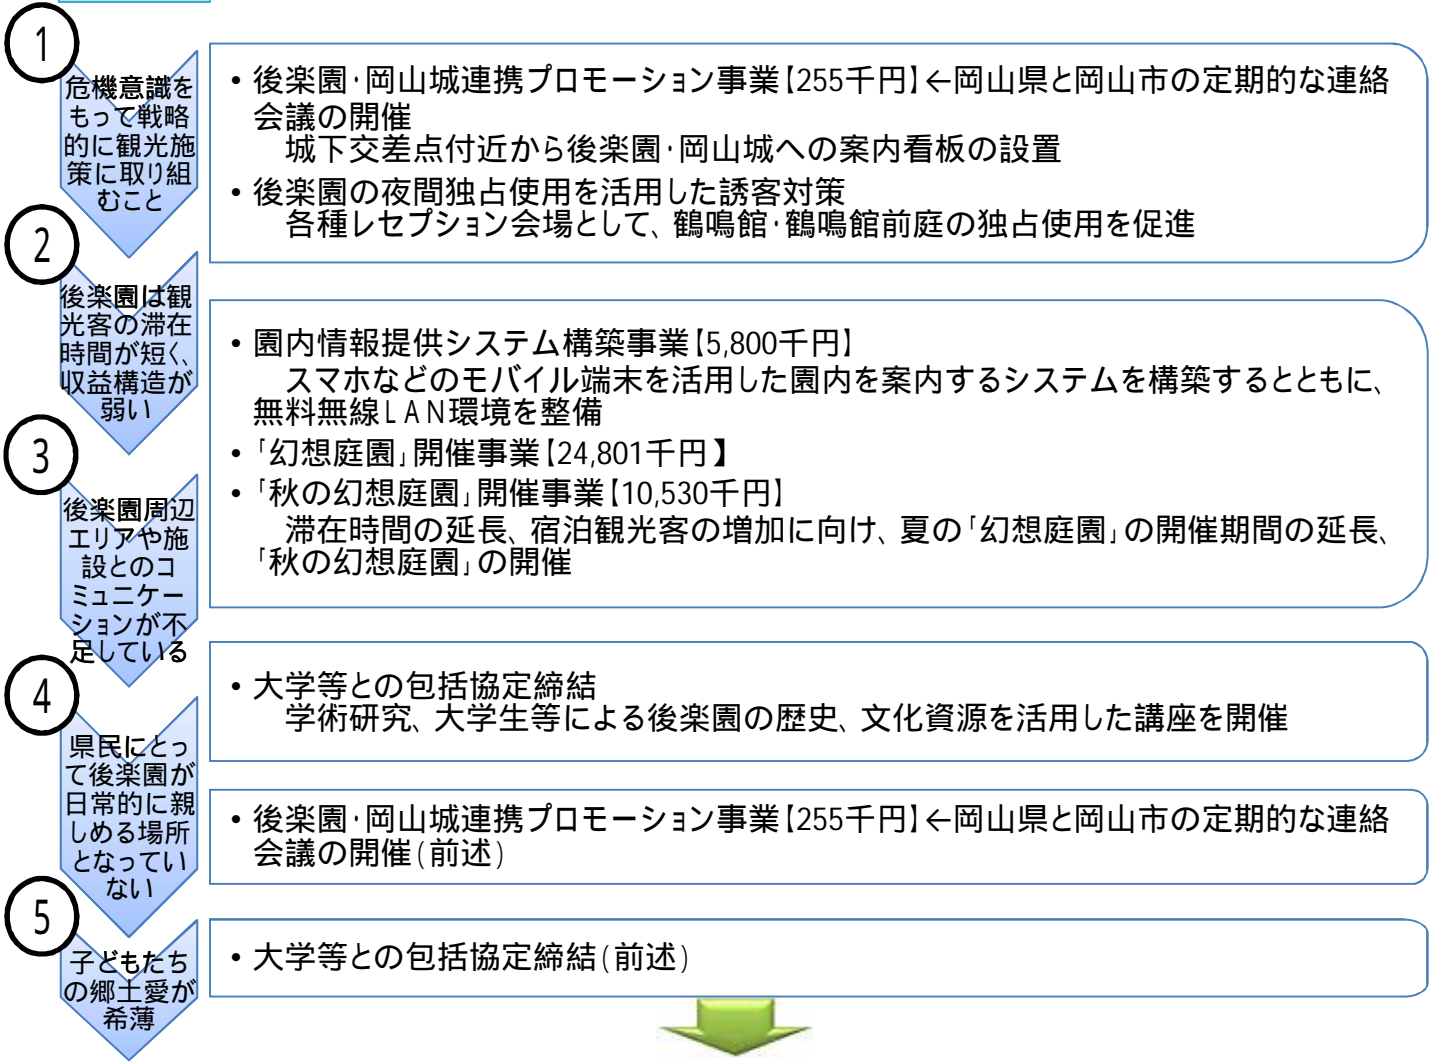 1
危機意識を
もって戦略
的に観光施
策に取り組
むこと
・後楽園・岡山城連携プロモーション事業【255千円】←岡山県と岡山市の定期的な連絡
会議の開催
城下交差点付近から後楽園・岡山城への案内看板の設置
・後楽園の夜間独占使用を活用した誘客対策
各種レセプション会場として、鶴鳴館・鶴鳴館前庭の独占使用を促進
2
後楽園は観
光客の滞在
時間が短く、
収益構造が
弱い
・園内情報提供システム構築事業【5,800千円】
スマホなどのモバイル端末を活用した園内を案内するシステムを構築するとともに、
無料無線LAN環境を整備
・「幻想庭園」開催事業【24,801千円】
・「秋の幻想庭園」開催事業【10,530千円】
滞在時間の延長、宿泊観光客の増加に向け、夏の「幻想庭園」の開催期間の延長、
「秋の幻想庭園」の開催
3
後楽園周辺
エリアや施
設とのコ
ミュニケー
ションが不
足している
・大学等との包括協定締結
学術研究、大学生等による後楽園の歴史、文化資源を活用した講座を開催
4
県民にとっ
て後楽園が
日常的に親
しめる場所
となってい
ない
・後楽園・岡山城連携プロモーション事業【255千円】←岡山県と岡山市の定期的な連絡
会議の開催(前述)
5
子どもたち
の郷土愛が
希薄
・大学等との包括協定締結(前述)